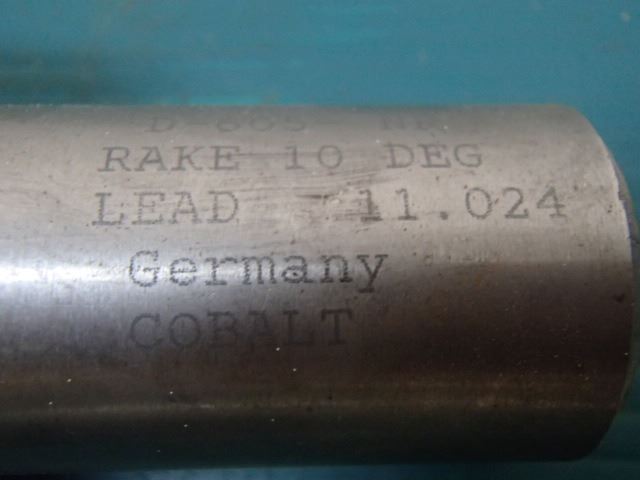 RAKE 10 DEG
LEAD 11.024
Germany
COBALT